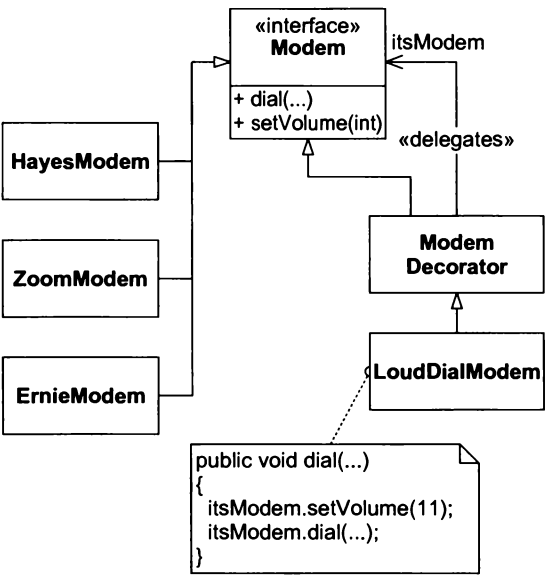 «interface»
Modem
+ dial(...)
+ setVolume(int)
itsModem
«delegates»
HayesModem
ZoomModem
ErnieModem
Modem
Decorator
LoudDialModem
public void dial(...)
{
itsModem.setVolume(11);
itsModem.dial(...);
}